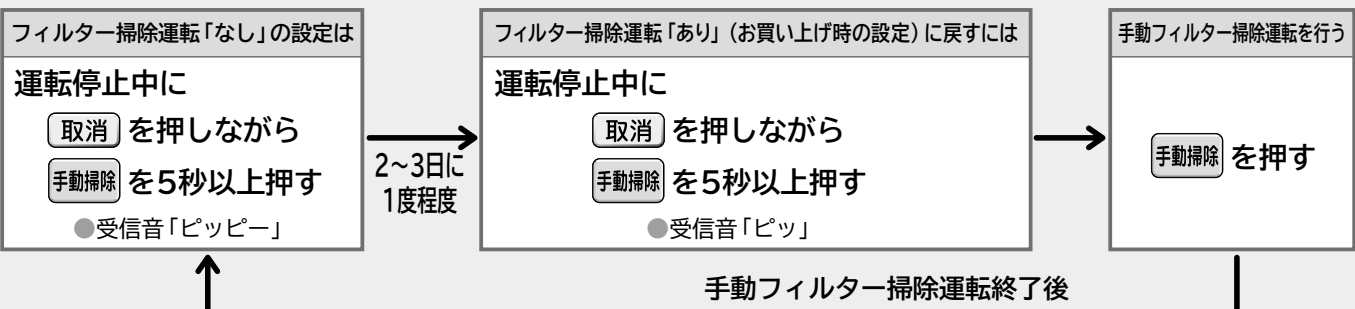 フィルター掃除運転「なし」の設定は
運転停止中に
取消 を押しながら
手動掃除 を5秒以上押す
●受信音「ピッピー」
2～3日に
1度程度
フィルター掃除運転「あり」(お買い上げ時の設定)に戻すには
運転停止中に
取消 を押しながら
手動掃除 を5秒以上押す
●受信音「ピッ」
手動フィルター掃除運転を行う
手動掃除 を押す
手動フィルター掃除運転終了後